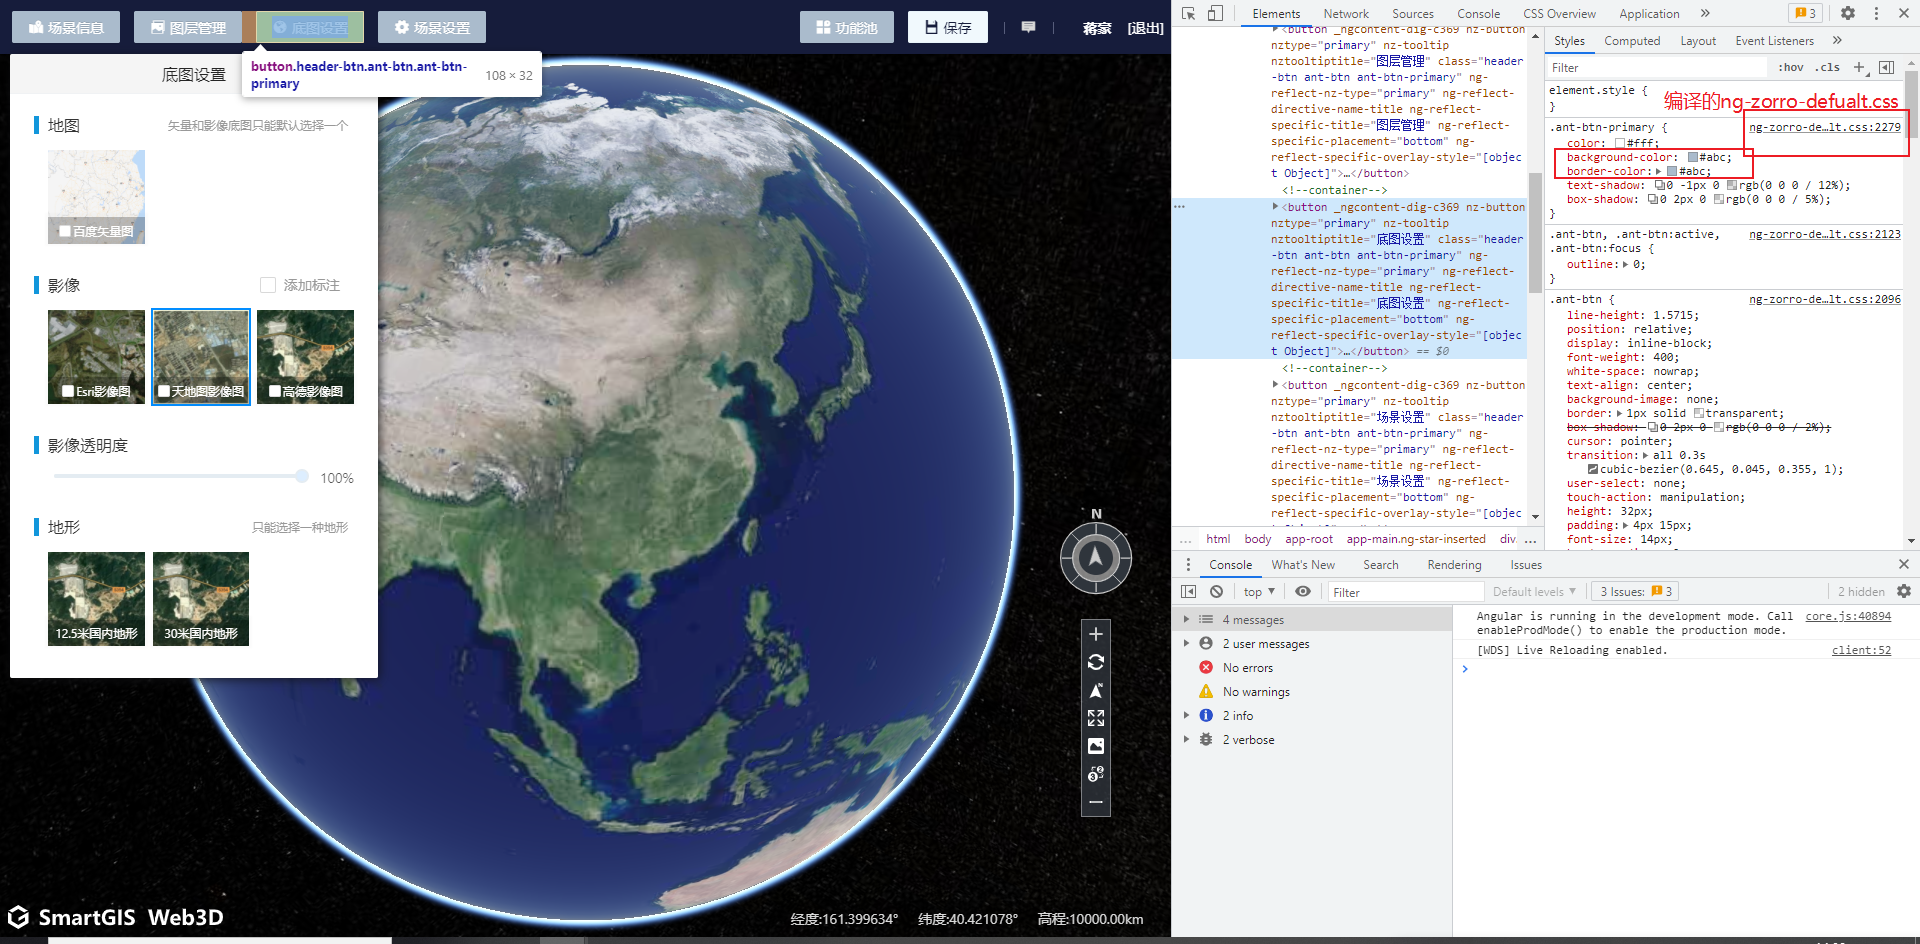 场景信息
图层管理
底图设置
场景设置
功能池
保存
蒋豪
[退出]
button.header-btn.ant-btn.ant-btn-primary
108 × 32
底图设置
地图
矢量和影像底图只能默认选择一个
百度矢量图
影像
添加标注
Esri影像图
天地图影像图
高德影像图
影像透明度
100%
地形
只能选择一种地形
12.5米国内地形
30米国内地形
N
SmartGIS Web3D
经度:161.399634°
纬度:40.421078°
高程:10000.00km
Elements
Network
Sources
Console
CSS Overview
Application
3
<button _ngcontent-dig-c369 nz-button
nztype="primary" nz-tooltip
nztooltiptitle="图层管理" class="header
-btn ant-btn ant-btn-primary" ng-
reflect-nz-type="primary" ng-reflect-
directive-name-title ng-reflect-
specific-title="图层管理" ng-reflect-
specific-placement="bottom" ng-
reflect-specific-overlay-style="[objec
t Object]">…</button>
<!--container-->
<button _ngcontent-dig-c369 nz-button
nztype="primary" nz-tooltip
nztooltiptitle="底图设置" class="header
-btn ant-btn ant-btn-primary" ng-
reflect-nz-type="primary" ng-reflect-
directive-name-title ng-reflect-
specific-title="底图设置" ng-reflect-
specific-placement="bottom" ng-
reflect-specific-overlay-style="[objec
t Object]">…</button> == $0
<!--container-->
<button _ngcontent-dig-c369 nz-button
nztype="primary" nz-tooltip
nztooltiptitle="场景设置" class="header
-btn ant-btn ant-btn-primary" ng-
reflect-nz-type="primary" ng-reflect-
directive-name-title ng-reflect-
specific-title="场景设置" ng-reflect-
specific-placement="bottom" ng-
reflect-specific-overlay-style="[objec
html
body
app-root
app-main.ng-star-inserted
div.
...
Styles
Computed
Layout
Event Listeners
Filter
:hov
.cls
element.style {
}
编译的ng-zorro-defualt.css
.ant-btn-primary {
ng-zorro-de…lt.css:2279
color: #fff;
background-color: #abc;
border-color: #abc;
text-shadow: 0 -1px 0 rgb(0 0 0 / 12%);
box-shadow: 0 2px 0 rgb(0 0 0 / 5%);
}
.ant-btn, .ant-btn:active,
ng-zorro-de…lt.css:2123
.ant-btn:focus {
outline: 0;
}
.ant-btn {
ng-zorro-de…lt.css:2096
line-height: 1.5715;
position: relative;
display: inline-block;
font-weight: 400;
white-space: nowrap;
text-align: center;
background-image: none;
border: 1px solid transparent;
box-shadow: 0 2px 0 rgb(0 0 0 / 2%);
cursor: pointer;
transition: all 0.3s
cubic-bezier(0.645, 0.045, 0.355, 1);
user-select: none;
touch-action: manipulation;
height: 32px;
padding: 4px 15px;
font-size: 14px;
Console
What's New
Search
Rendering
Issues
top
Filter
Default levels
3 Issues:
3
2 hidden
4 messages
2 user messages
No errors
No warnings
2 info
2 verbose
Angular is running in the development mode. Call
core.js:40894
enableProdMode() to enable the production mode.
[WDS] Live Reloading enabled.
client:52